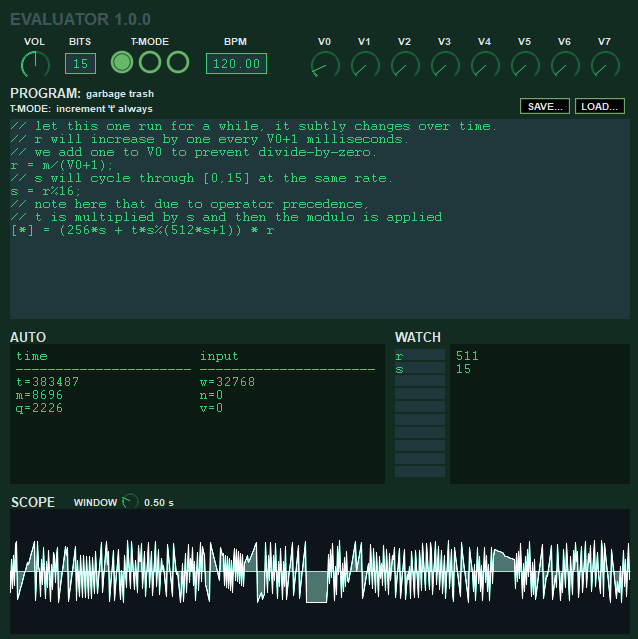 EVALUATOR 1.0.0
VOL BITS T-MODE BPM V0 V1 V2 V3 V4 V5 V6 V7
15 120.00
PROGRAM: garbage trash
T-MODE: increment 't' always
SAVE... LOAD...
// let this one run for a while, it subtly changes over time.
// r will increase by one every V0+1 milliseconds.
// we add one to V0 to prevent divide-by-zero.
r = m/(V0+1);
// s will cycle through [0,15] at the same rate.
s = r%16;
// note here that due to operator precedence,
// t is multiplied by s and then the modulo is applied
[*] = (256*s + t*s%(512*s+1)) * r
AUTO WATCH
time input r 511
s 15
t=383487 w=32768
m=8696 n=0
q=2226 v=0
SCOPE WINDOW 0.50 s